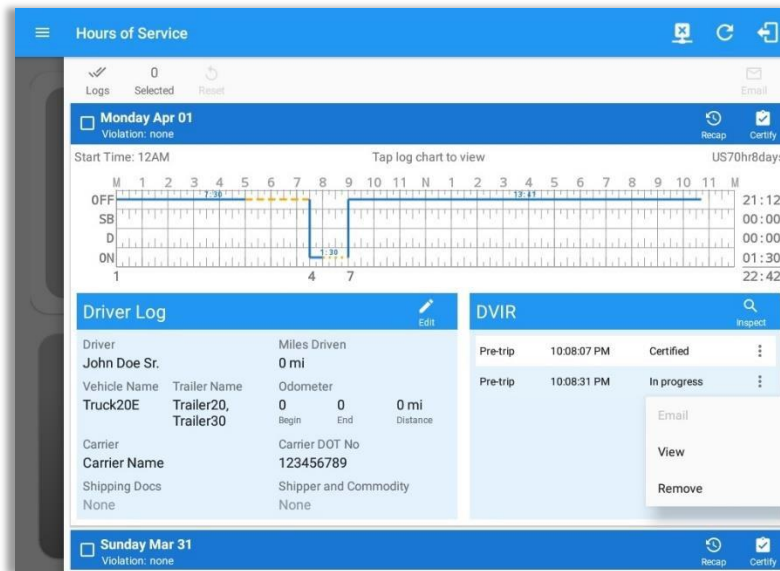 Hours of Service
Logs 0 Selected Reset Email
Monday Apr 01
Violation: none
Recap Certify
Start Time: 12AM Tap log chart to view US70hr8days
M 1 2 3 4 5 6 7 8 9 10 11 N 1 2 3 4 5 6 7 8 9 10 11 M
OFF 7:30 13:41 21:12
SB 00:00
D 00:00
ON 1:30 01:30
1 4 7 22:42
Driver Log Edit
Driver Miles Driven
John Doe Sr. 0 mi
Vehicle Name Trailer Name Odometer
Truck20E Trailer20, 0 0 0 mi
Trailer30 Begin End Distance
Carrier Carrier DOT No
Carrier Name 123456789
Shipping Docs Shipper and Commodity
None None
DVIR Inspect
Pre-trip 10:08:07 PM Certified
Pre-trip 10:08:31 PM In progress
Email
View
Remove
Sunday Mar 31
Violation: none
Recap Certify